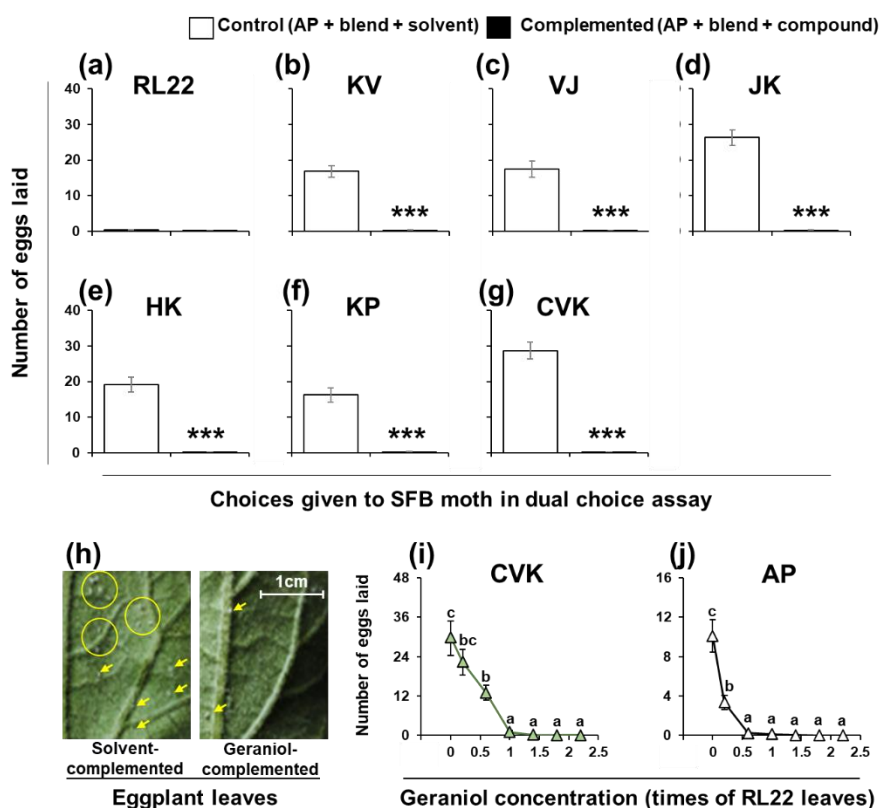 Control (AP + blend + solvent) Complemented (AP + blend + compound)
(a) (b) (c) (d)
RL22 KV VJ JK
40
30
20
10
0
*** *** ***
(e) (f) (g)
HK KP CVK
40
30
20
10
0
*** *** ***
Number of eggs laid
Choices given to SFB moth in dual choice assay
(h) (i) (j)
1cm
Solvent-
complemented
Geraniol-
complemented
Eggplant leaves
CVK
Number of eggs laid
48
36
24
12
0
c bc b a a a a
0 0.5 1 1.5 2 2.5
AP
16
12
8
4
0
c b a a a a a
0 0.5 1 1.5 2 2.5
Geraniol concentration (times of RL22 leaves)